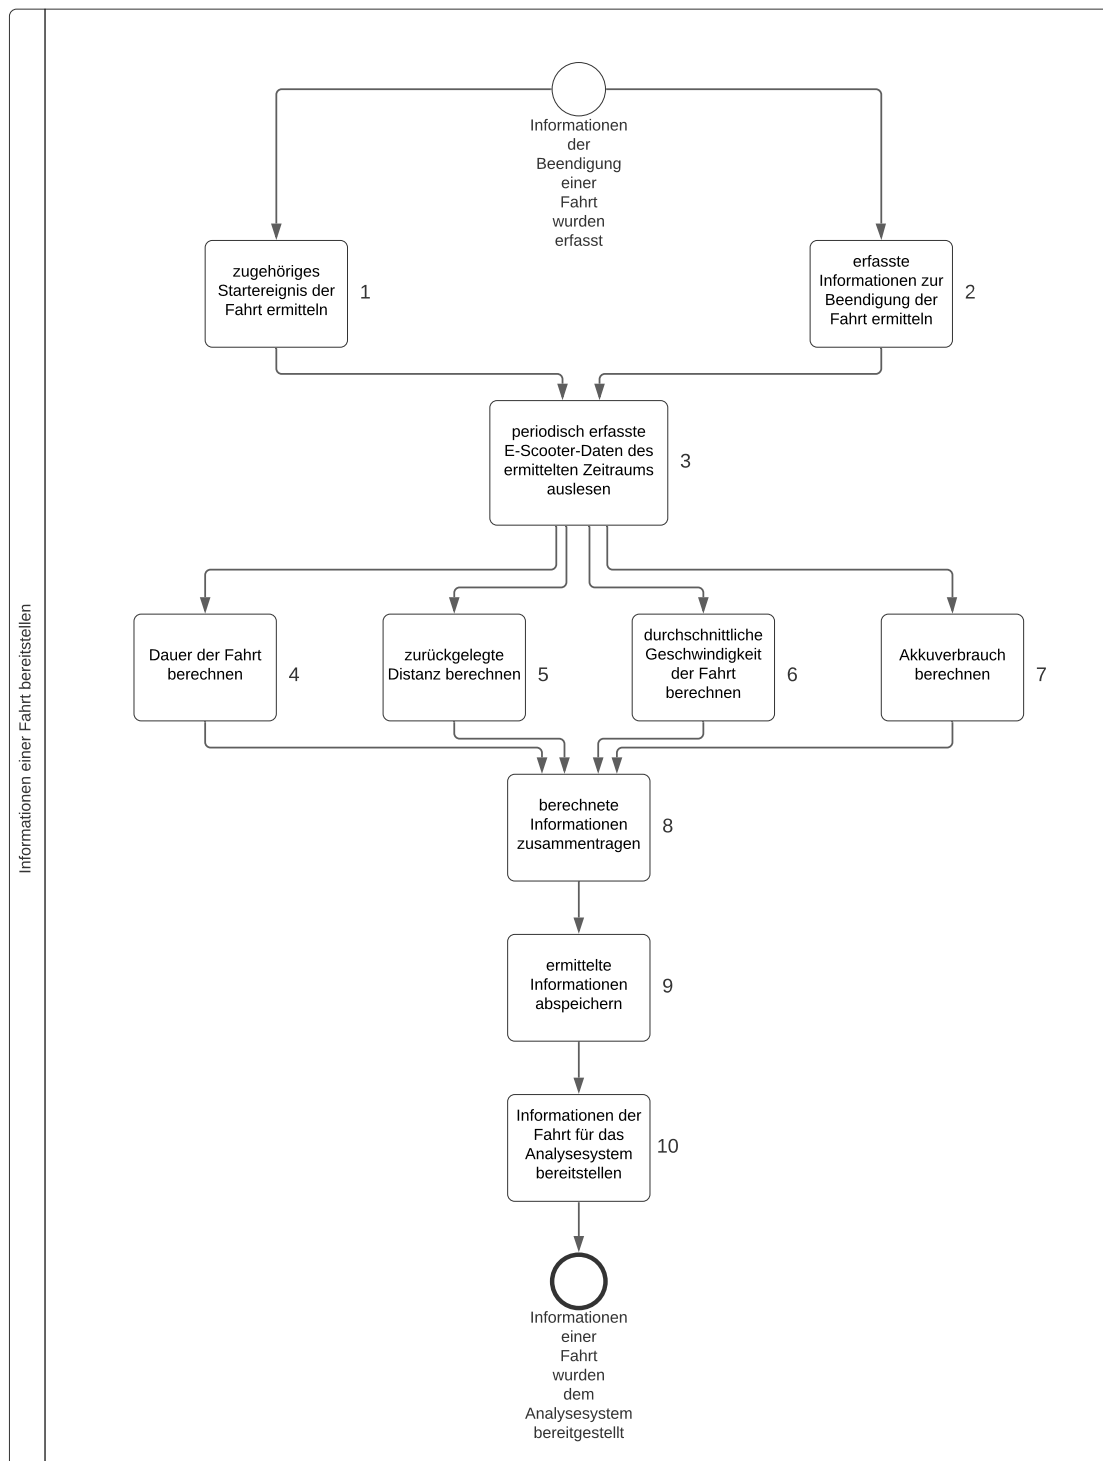 Informationen einer Fahrt bereitstellen
Informationen
der
Beendigung
einer
Fahrt
wurden
erfasst
zugehöriges
Startereignis der
Fahrt ermitteln
1
erfasste
Informationen zur
Beendigung der
Fahrt ermitteln
2
periodisch erfasste
E-Scooter-Daten des
ermittelten Zeitraums
auslesen
3
Dauer der Fahrt
berechnen
4
zurückgelegte
Distanz berechnen
5
durchschnittliche
Geschwindigkeit
der Fahrt
berechnen
6
Akkuverbrauch
berechnen
7
berechnete
Informationen
zusammentragen
8
ermittelte
Informationen
abspeichern
9
Informationen der
Fahrt für das
Analysesystem
bereitstellen
10
Informationen
einer
Fahrt
wurden
dem
Analysesystem
bereitgestellt